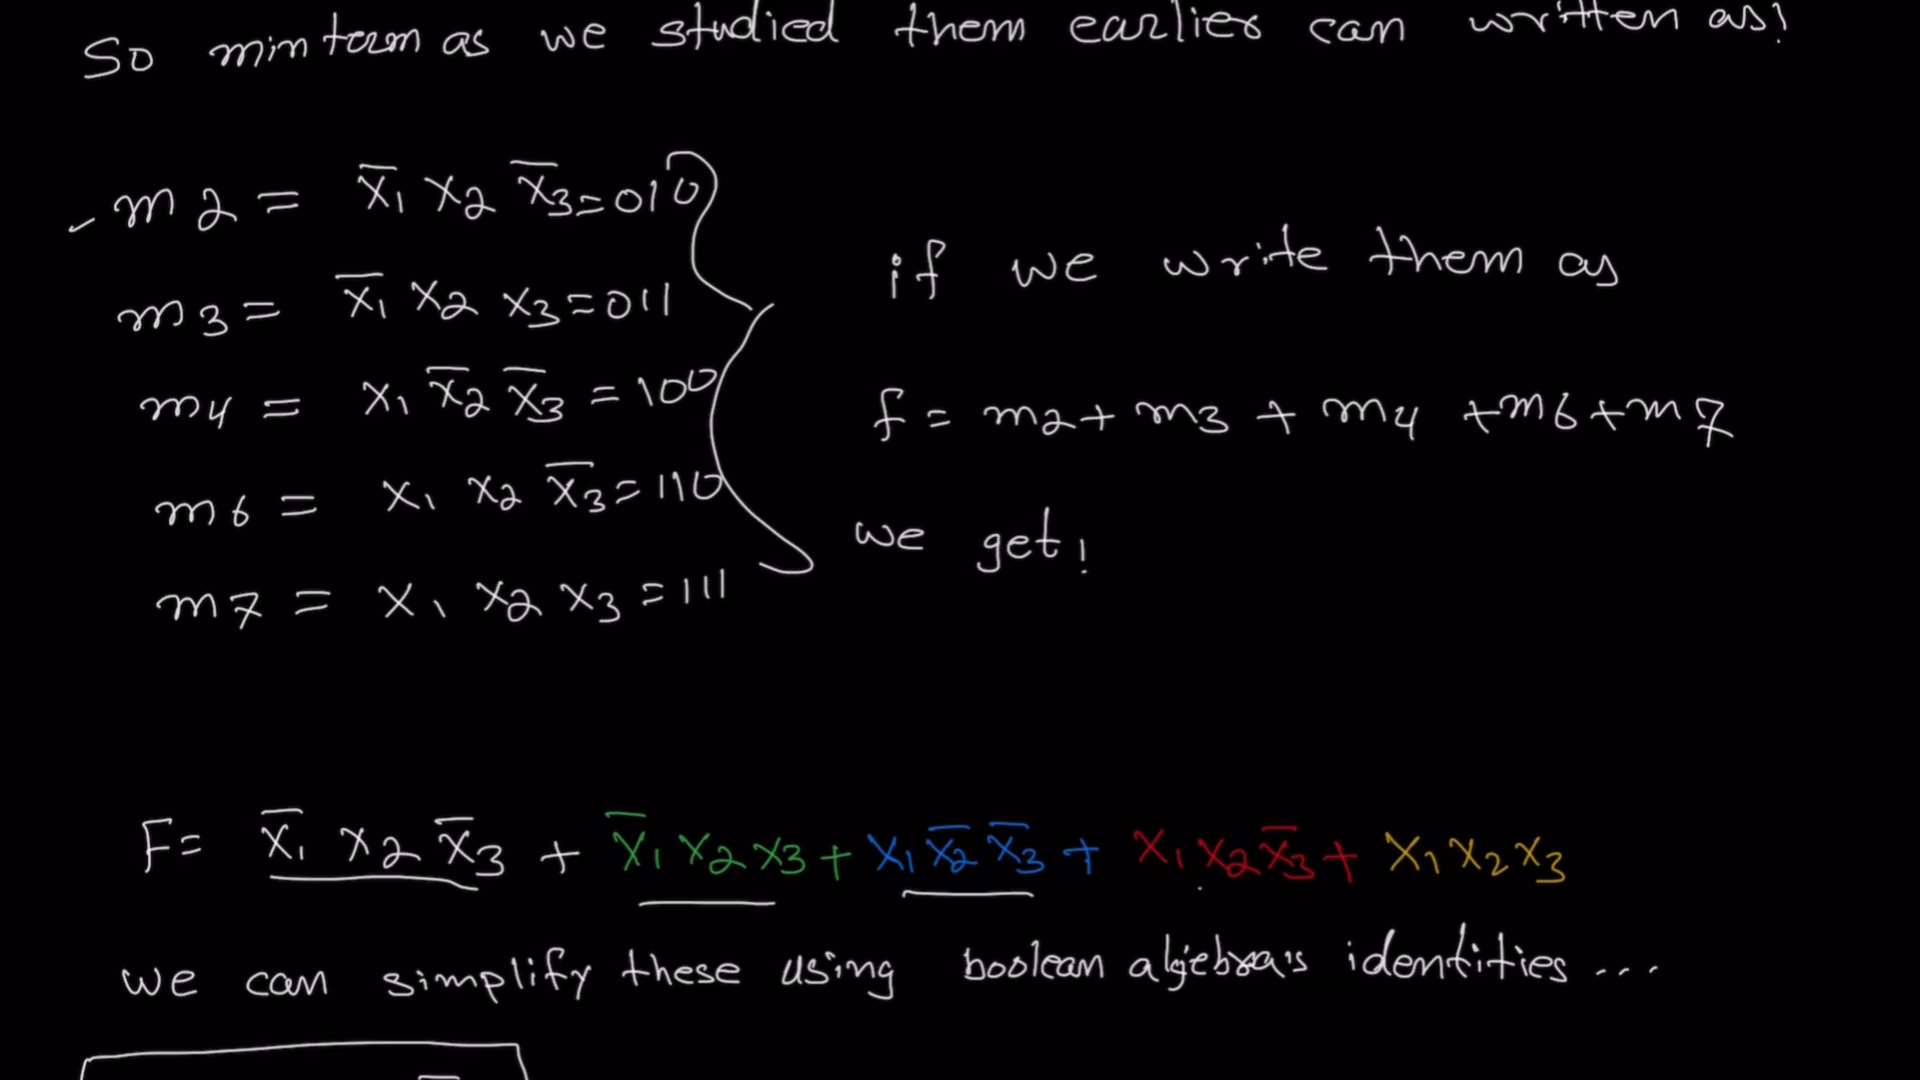 So minterm as we studied them earlier can written as!
m2 = x̅1 x2 x̅3 = 010
m3 = x̅1 x2 x3 = 011
m4 = x1 x̅2 x̅3 = 100
m6 = x1 x2 x̅3 = 110
m7 = x1 x2 x3 = 111
if we write them as
f = m2 + m3 + m4 + m6 + m7
we get!
F = x̅1 x2 x̅3 + x̅1 x2 x3 + x1 x̅2 x̅3 + x1 x2 x̅3 + x1 x2 x3
we can simplify these using boolean algebra's identities ...